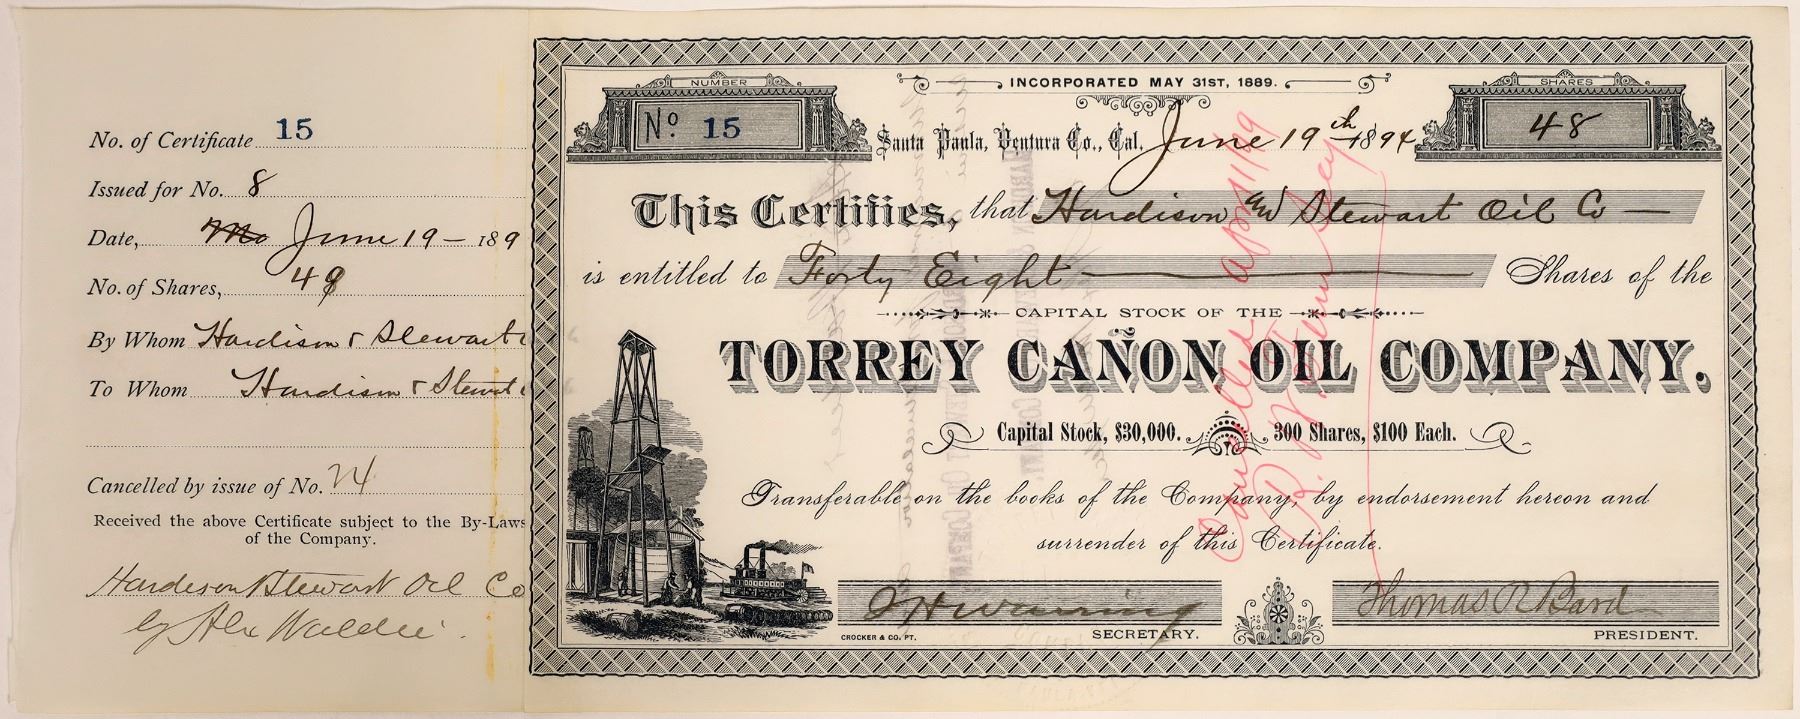 No. of Certificate 15
Issued for No. 8
Date, June 19 - 189
No. of Shares, 48
By Whom Hardison & Stewart
To Whom Hardison & Stewart
Cancelled by issue of No. 24
Received the above Certificate subject to the By-Laws
of the Company.
Hardison Stewart Oil Co
by Alex Waldie.
NUMBER
No. 15
INCORPORATED MAY 31ST, 1889.
SHARES
48
Santa Paula, Ventura Co., Cal. June 19th 1894
This Certifies, that Hardison and Stewart Oil Co
is entitled to Forty Eight Shares of the
CAPITAL STOCK OF THE
TORREY CAÑON OIL COMPANY.
Capital Stock, $30,000. 300 Shares, $100 Each.
Transferable on the books of the Company, by endorsement hereon and
surrender of this Certificate.
SECRETARY.
Thomas R Bard
PRESIDENT.
CROCKER & CO. PT.
Cancelled